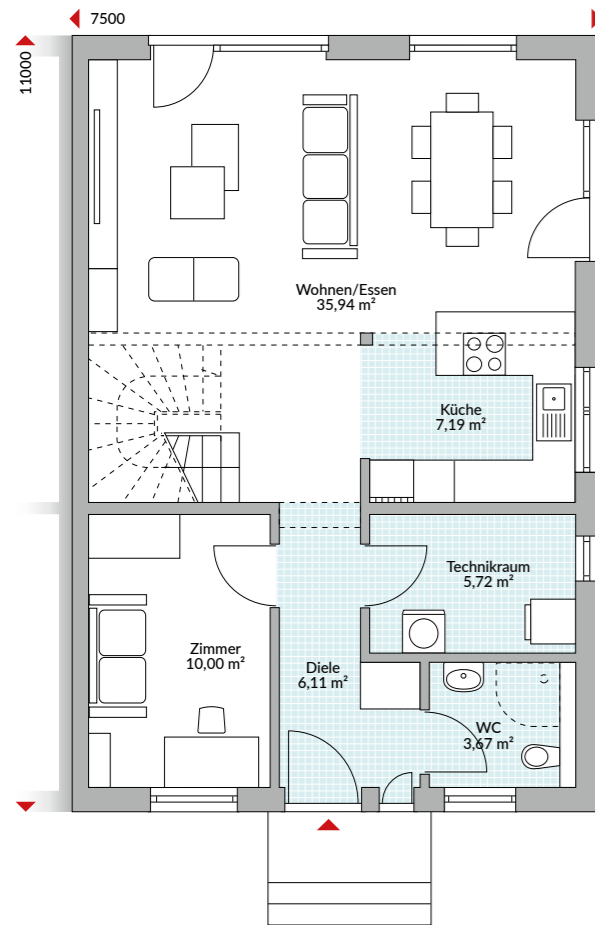 7500
11000
Wohnen/Essen
35,94 m²
Küche
7,19 m²
Technikraum
5,72 m²
Zimmer
10,00 m²
Diele
6,11 m²
WC
3,67 m²